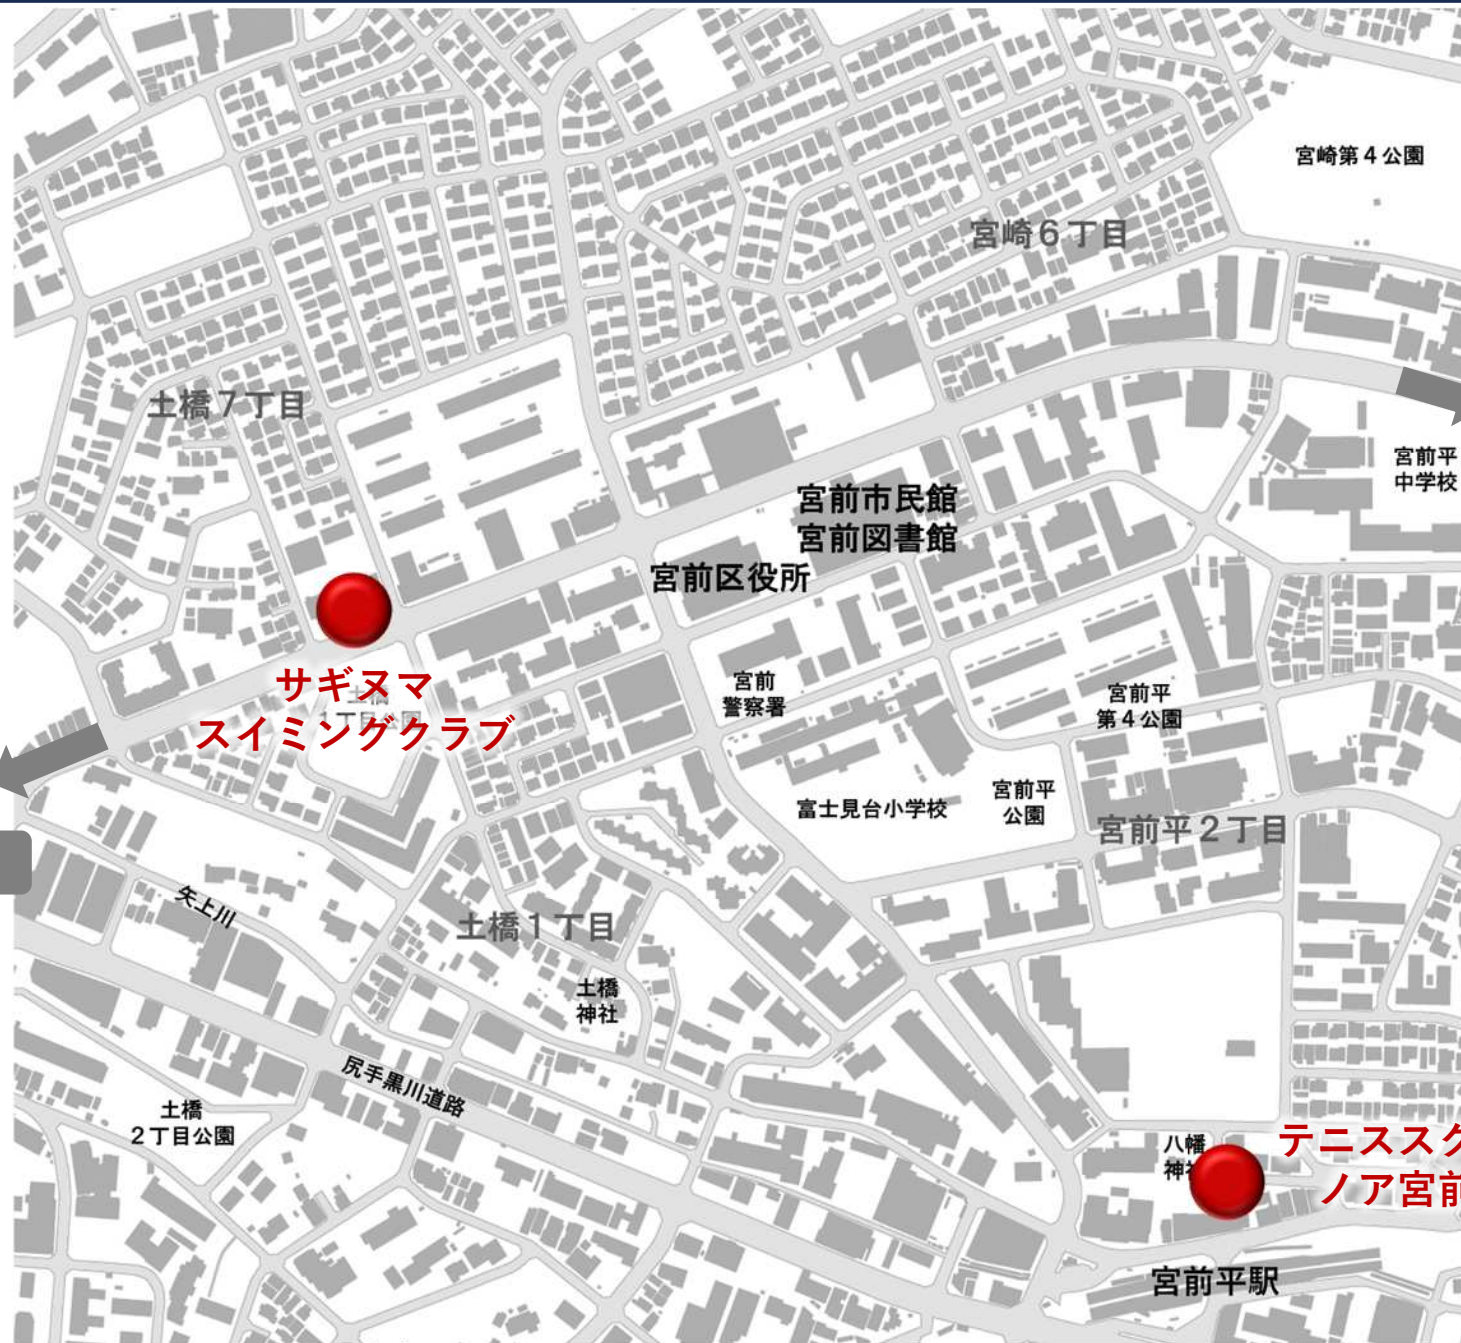 宮崎第４公園
宮崎６丁目
土橋７丁目
宮前平
中学校
宮前市民館
宮前図書館
宮前区役所
サギヌマ
スイミングクラブ
宮前
警察署
宮前平
第４公園
富士見台小学校
宮前平
公園
宮前平２丁目
矢上川
土橋１丁目
土橋
神社
尻手黒川道路
土橋
２丁目公園
八幡
神
テニススク
ノア宮前
宮前平駅